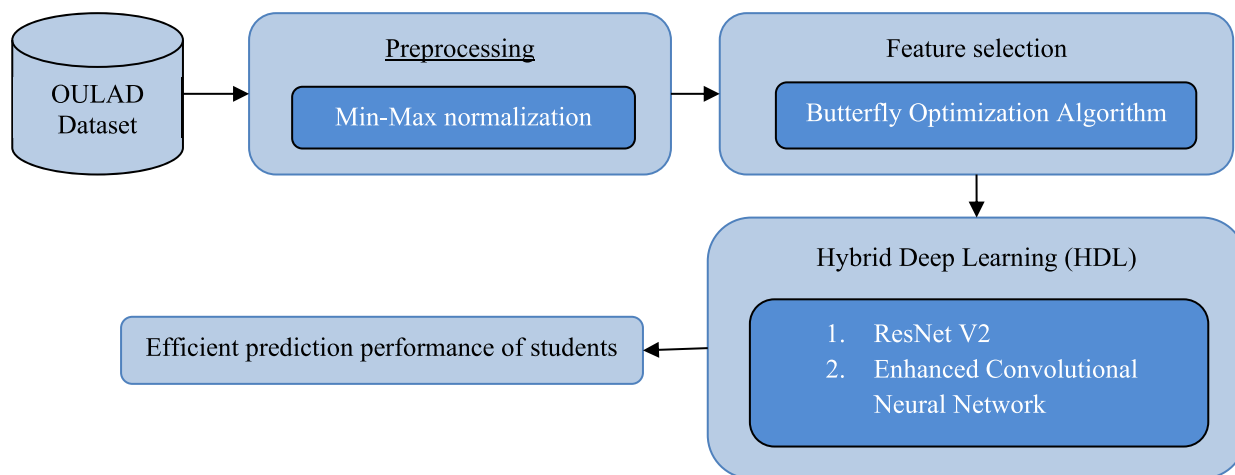 OULAD
Dataset
Preprocessing
Min-Max normalization
Feature selection
Butterfly Optimization Algorithm
Hybrid Deep Learning (HDL)
1. ResNet V2
2. Enhanced Convolutional
Neural Network
Efficient prediction performance of students